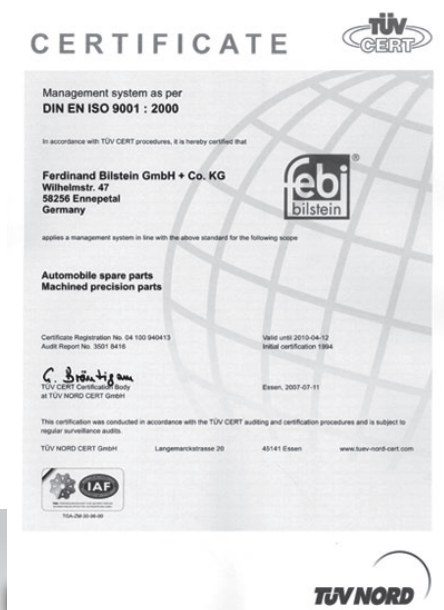 CERTIFICATE
TÜV
CERT
Management system as per
DIN EN ISO 9001 : 2000
In accordance with TÜV CERT procedures, it is hereby certified that
Ferdinand Bilstein GmbH + Co. KG
Wilhelmstr. 47
58256 Ennepetal
Germany
febi
®
bilstein
applies a management system in line with the above standard for the following scope
Automobile spare parts
Machined precision parts
Certificate Registration No. 04 100 940413
Audit Report No. 3501 8416
Valid until 2010-04-12
Initial certification 1994
G. Bräutigam
TÜV CERT Certification Body
at TÜV NORD CERT GmbH
Essen, 2007-07-11
This certification was conducted in accordance with the TÜV CERT auditing and certification procedures and is subject to
regular surveillance audits.
TÜV NORD CERT GmbH Langemarckstrasse 20 45141 Essen www.tuev-nord-cert.com
IAF
TÜV NORD